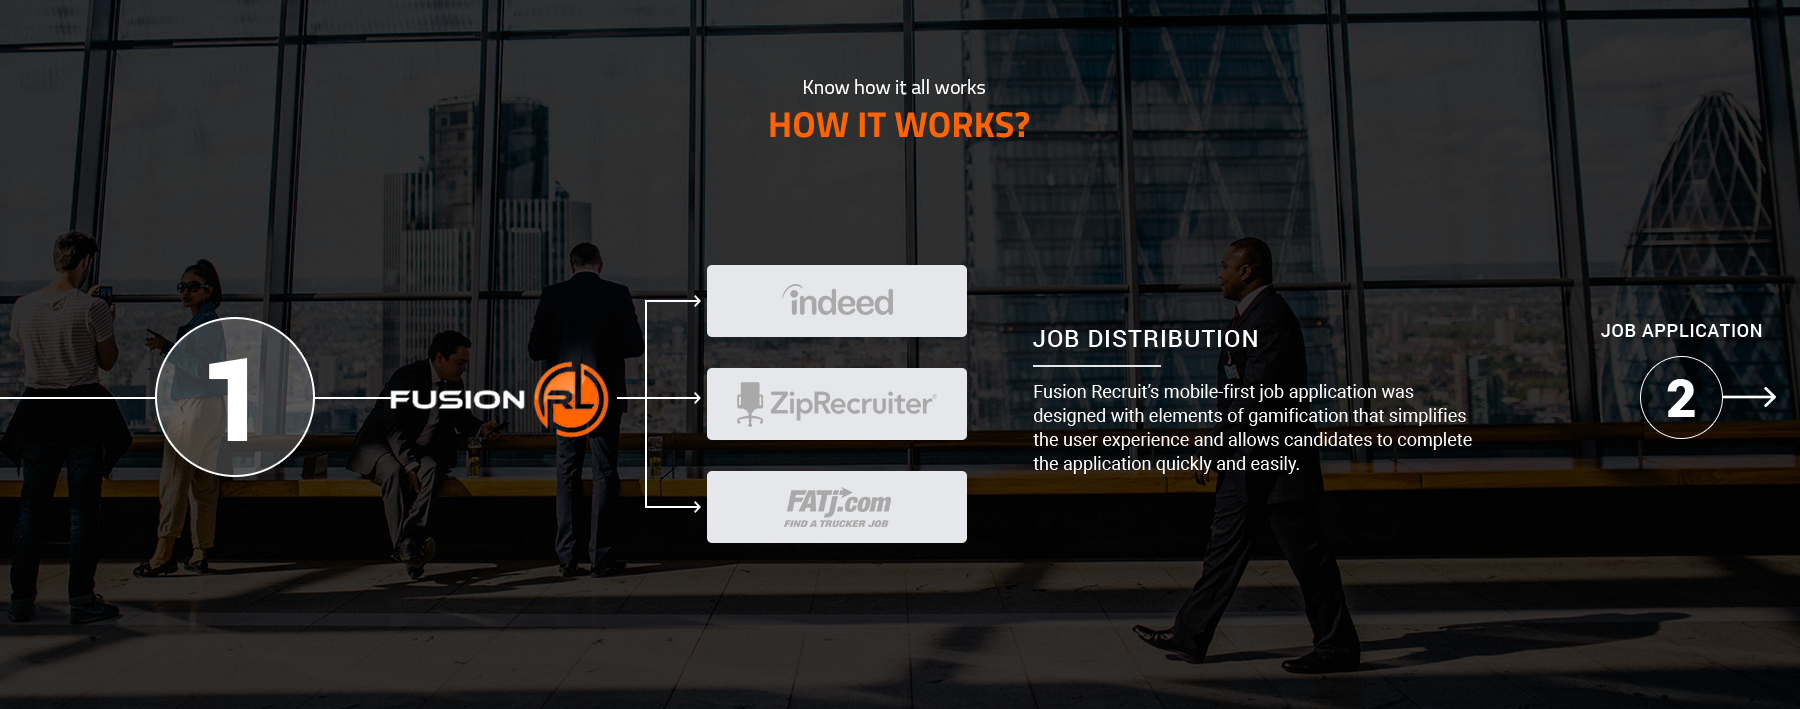 Know how it all works
HOW IT WORKS?
1
FUSION RL
indeed
ZipRecruiter®
FATj.com
FIND A TRUCKER JOB
JOB DISTRIBUTION
Fusion Recruit’s mobile-first job application was
designed with elements of gamification that simplifies
the user experience and allows candidates to complete
the application quickly and easily.
JOB APPLICATION
2